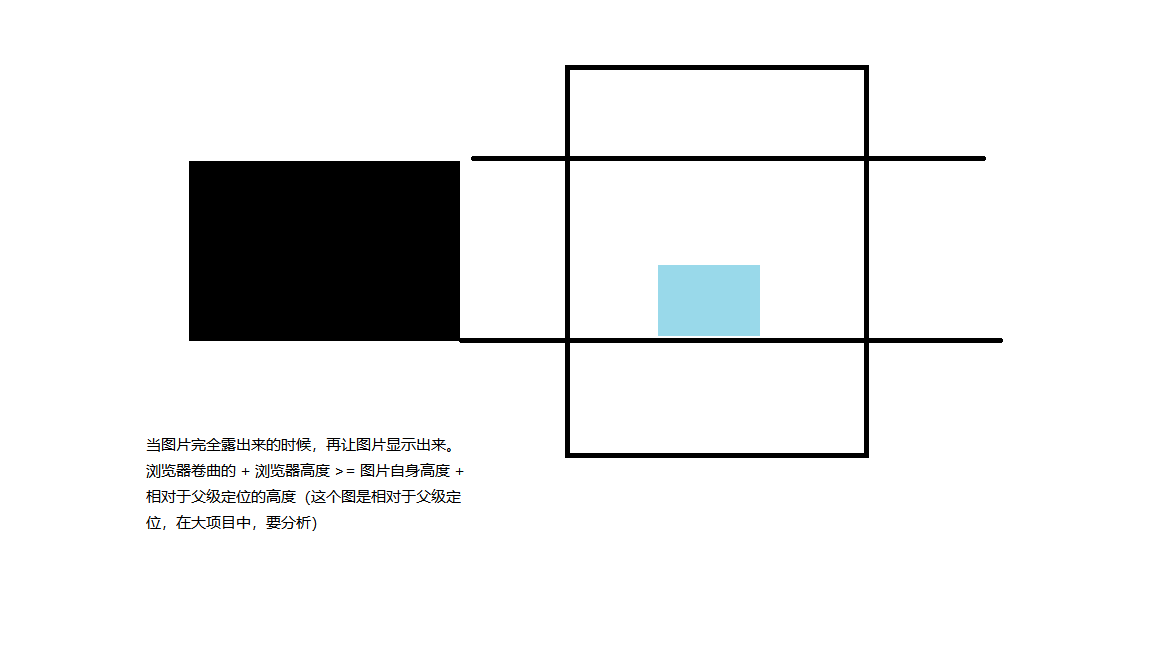 当图片完全露出来的时候，再让图片显示出来。
浏览器卷曲的 + 浏览器高度 >= 图片自身高度 +
相对于父级定位的高度（这个图是相对于父级定
位，在大项目中，要分析）